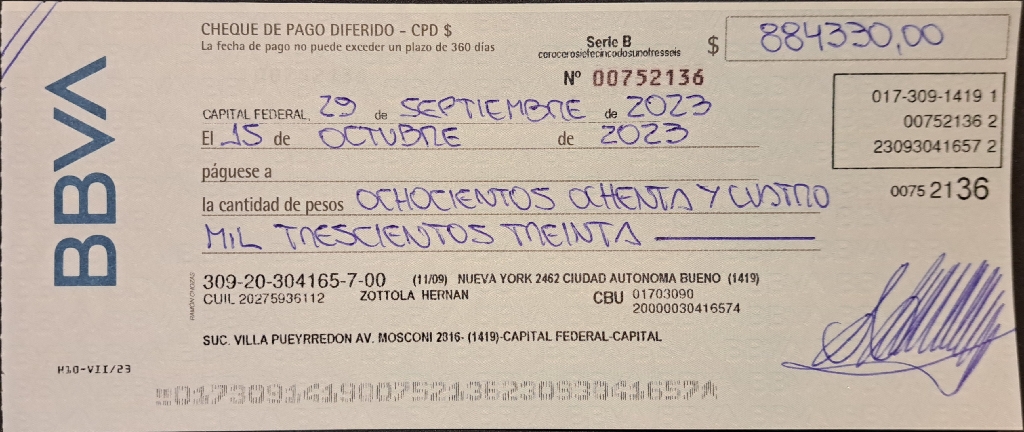 BBVA
CHEQUE DE PAGO DIFERIDO - CPD $
La fecha de pago no puede exceder un plazo de 360 días
Serie B
cerocerosietecincodosunotresseis
Nº 00752136
$ 884330,00
017-309-1419 1
00752136 2
23093041657 2
0075 2136
CAPITAL FEDERAL, 29 de SEPTIEMBRE de 2023
El 15 de OCTUBRE de 2023
páguese a
la cantidad de pesos OCHOCIENTOS OCHENTA Y CUATRO
MIL TRESCIENTOS TREINTA
309-20-304165-7-00 (11/09) NUEVA YORK 2462 CIUDAD AUTONOMA BUENO (1419)
CUIL 20275936112 ZOTTOLA HERNAN CBU 01703090
20000030416574
SUC. VILLA PUEYRREDON AV. MOSCONI 2816- (1419)-CAPITAL FEDERAL-CAPITAL
M10-VII/23
01730914190075213623093041657